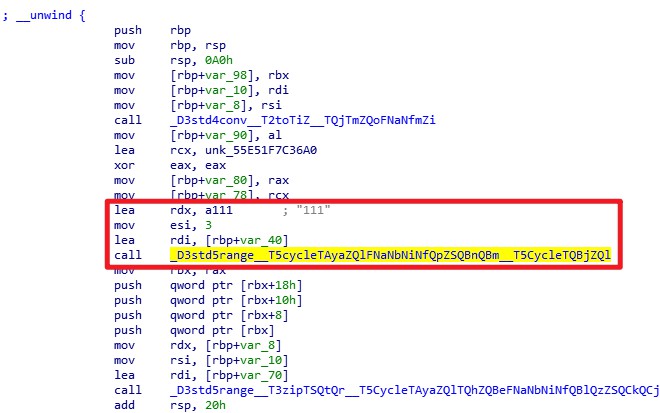 ; __unwind {
push rbp
mov rbp, rsp
sub rsp, 0A0h
mov [rbp+var_98], rbx
mov [rbp+var_10], rdi
mov [rbp+var_8], rsi
call _D3std4conv__T2toTiZ__TQjTmZQoFNaNfmZi
mov [rbp+var_90], al
lea rcx, unk_55E51F7C36A0
xor eax, eax
mov [rbp+var_80], rax
mov [rbp+var_78], rcx
lea rdx, a111 ; "111"
mov esi, 3
lea rdi, [rbp+var_40]
call _D3std5range__T5cycleTAyaZQlFNaNbNiNfQpZSQBnQBm__T5CycleTQBjZQl
mov rbx, rax
push qword ptr [rbx+18h]
push qword ptr [rbx+10h]
push qword ptr [rbx+8]
push qword ptr [rbx]
mov rdx, [rbp+var_8]
mov rsi, [rbp+var_10]
lea rdi, [rbp+var_70]
call _D3std5range__T3zipTSQtQr__T5CycleTAyaZQlTQhZQBeFNaNbNiNfQBlQzZSQCkQCj
add rsp, 20h